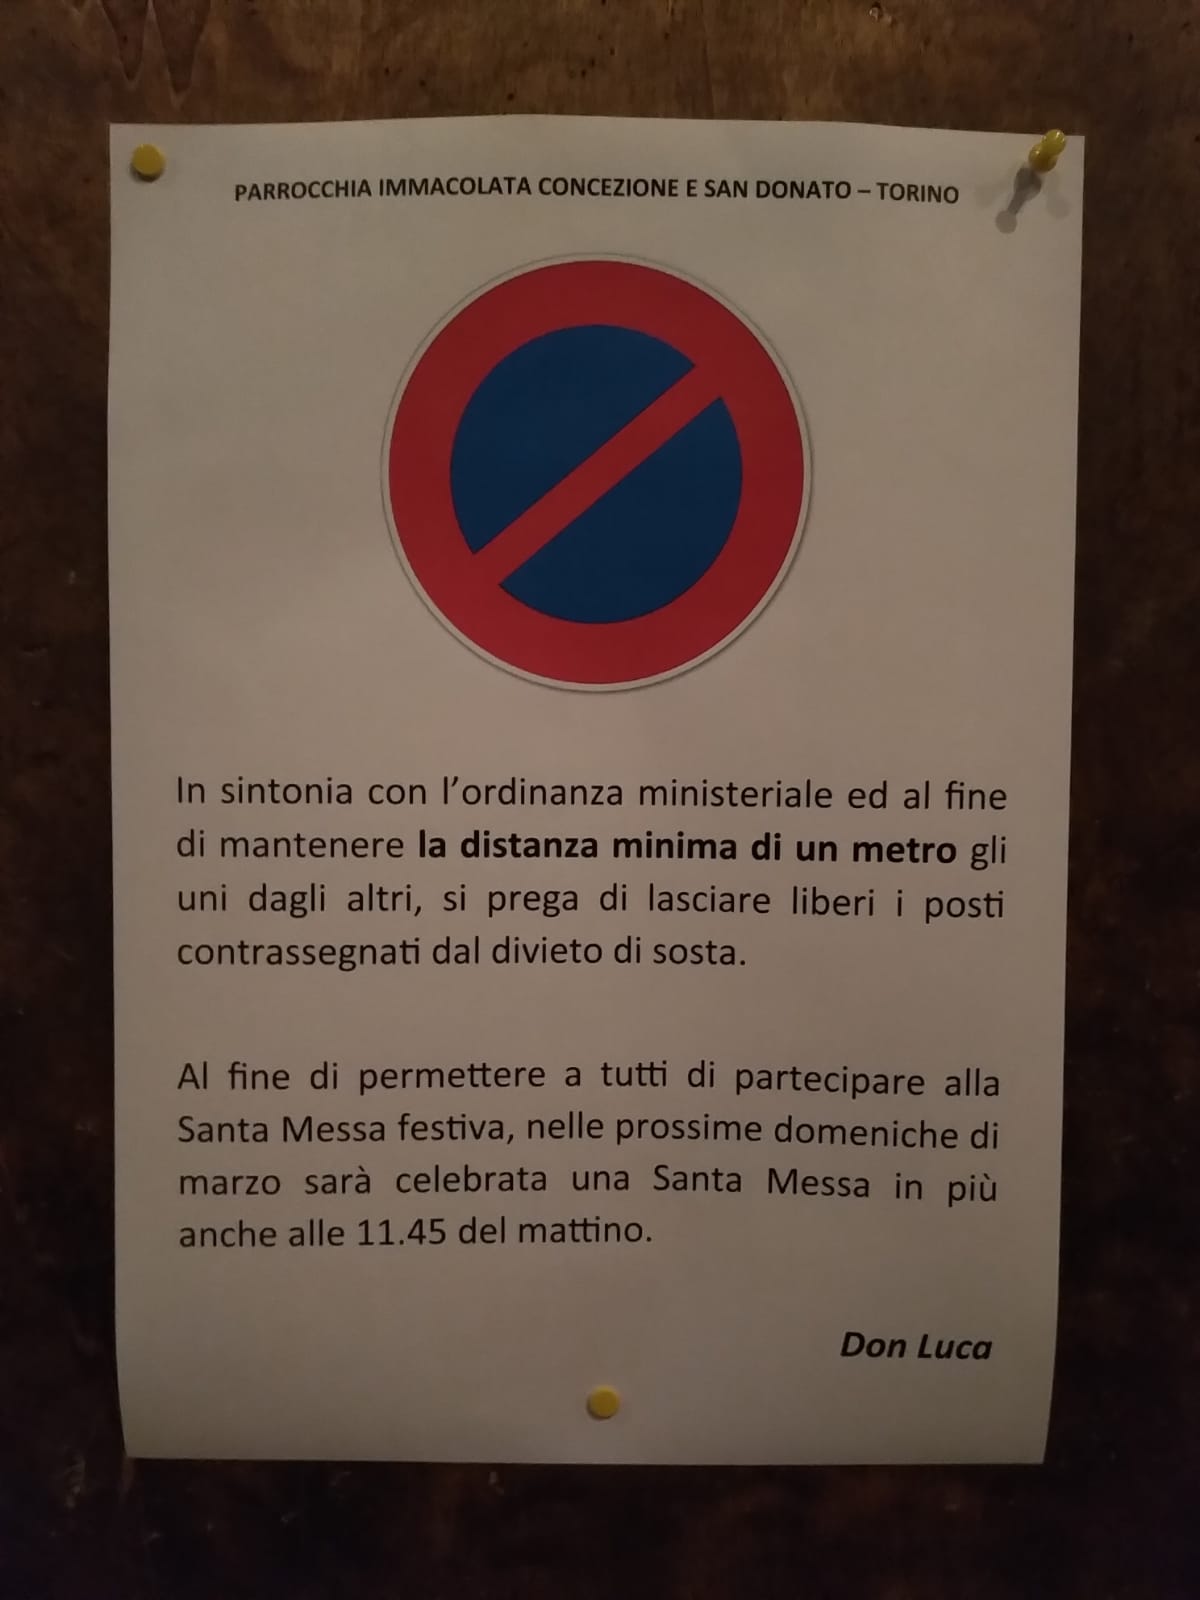 PARROCCHIA IMMACOLATA CONCEZIONE E SAN DONATO – TORINO
In sintonia con l'ordinanza ministeriale ed al fine
di mantenere la distanza minima di un metro gli
uni dagli altri, si prega di lasciare liberi i posti
contrassegnati dal divieto di sosta.
Al fine di permettere a tutti di partecipare alla
Santa Messa festiva, nelle prossime domeniche di
marzo sarà celebrata una Santa Messa in più
anche alle 11.45 del mattino.
Don Luca